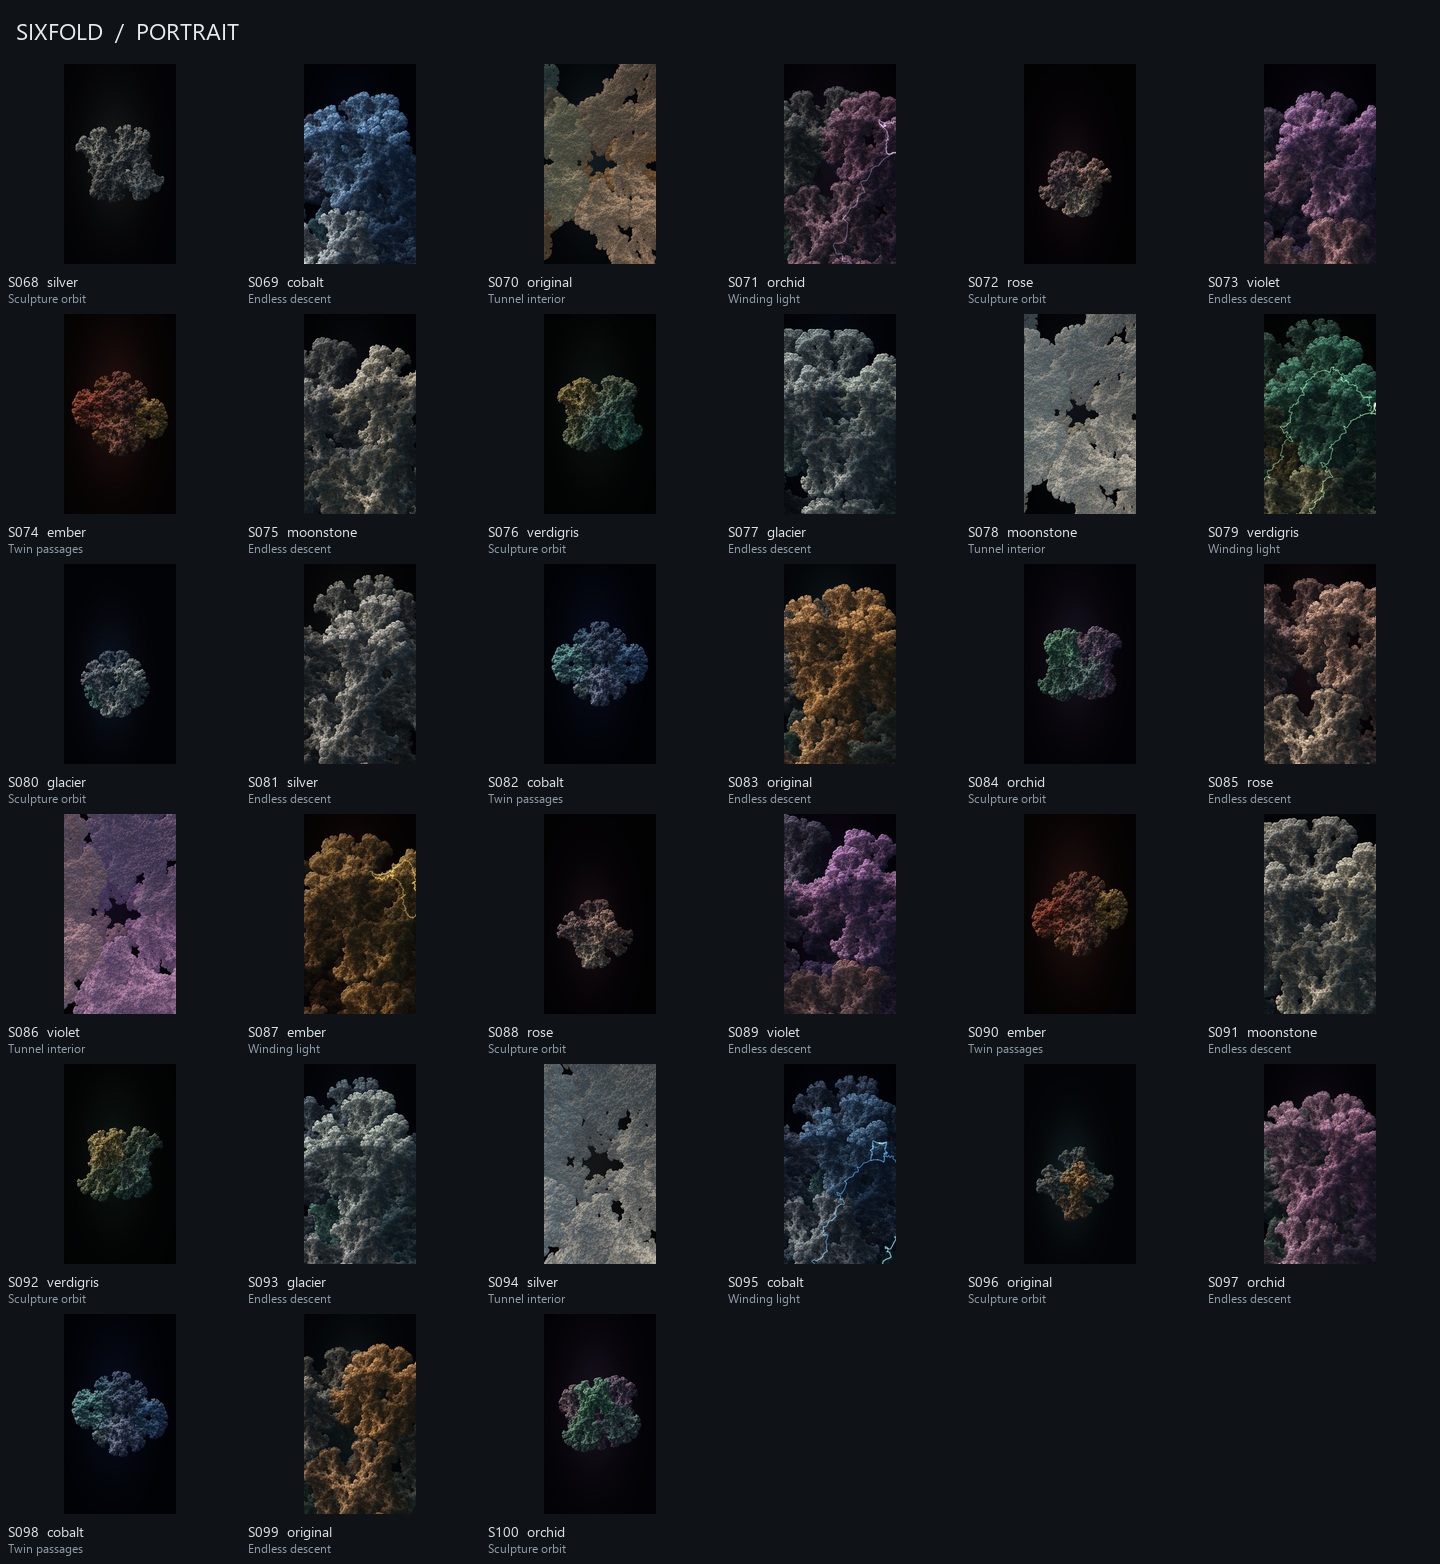 SIXFOLD / PORTRAIT
S068 silver
Sculpture orbit
S069 cobalt
Endless descent
S070 original
Tunnel interior
S071 orchid
Winding light
S072 rose
Sculpture orbit
S073 violet
Endless descent
S074 ember
Twin passages
S075 moonstone
Endless descent
S076 verdigris
Sculpture orbit
S077 glacier
Endless descent
S078 moonstone
Tunnel interior
S079 verdigris
Winding light
S080 glacier
Sculpture orbit
S081 silver
Endless descent
S082 cobalt
Twin passages
S083 original
Endless descent
S084 orchid
Sculpture orbit
S085 rose
Endless descent
S086 violet
Tunnel interior
S087 ember
Winding light
S088 rose
Sculpture orbit
S089 violet
Endless descent
S090 ember
Twin passages
S091 moonstone
Endless descent
S092 verdigris
Sculpture orbit
S093 glacier
Endless descent
S094 silver
Tunnel interior
S095 cobalt
Winding light
S096 original
Sculpture orbit
S097 orchid
Endless descent
S098 cobalt
Twin passages
S099 original
Endless descent
S100 orchid
Sculpture orbit